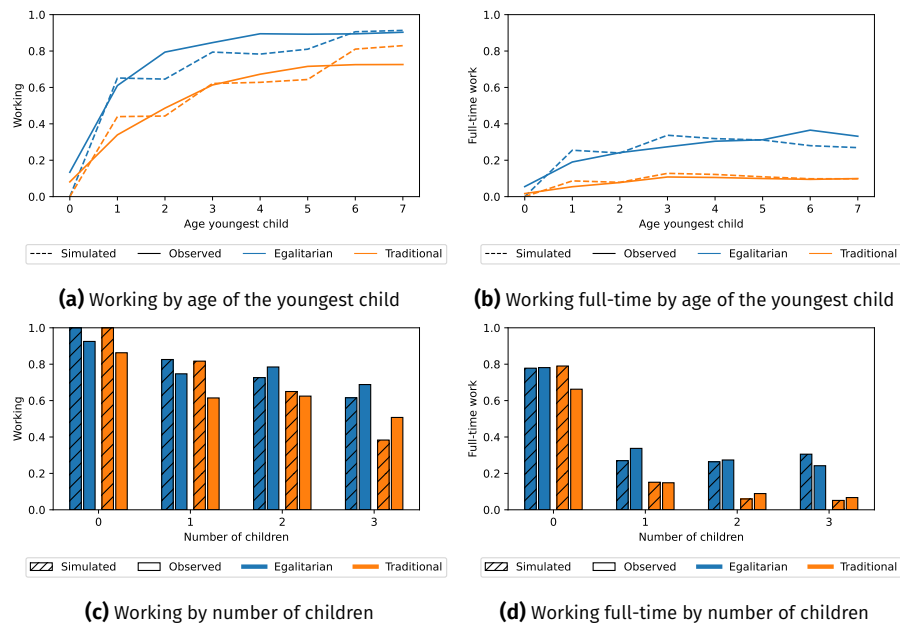 1.0
0.8
0.6
0.4
0.2
0.0
Working
0 1 2 3 4 5 6 7
Age youngest child
Simulated Observed Egalitarian Traditional
(a) Working by age of the youngest child
1.0
0.8
0.6
0.4
0.2
0.0
Full-time work
0 1 2 3 4 5 6 7
Age youngest child
Simulated Observed Egalitarian Traditional
(b) Working full-time by age of the youngest child
1.0
0.8
0.6
0.4
0.2
0.0
Working
0 1 2 3
Number of children
Simulated Observed Egalitarian Traditional
(c) Working by number of children
1.0
0.8
0.6
0.4
0.2
0.0
Full-time work
0 1 2 3
Number of children
Simulated Observed Egalitarian Traditional
(d) Working full-time by number of children